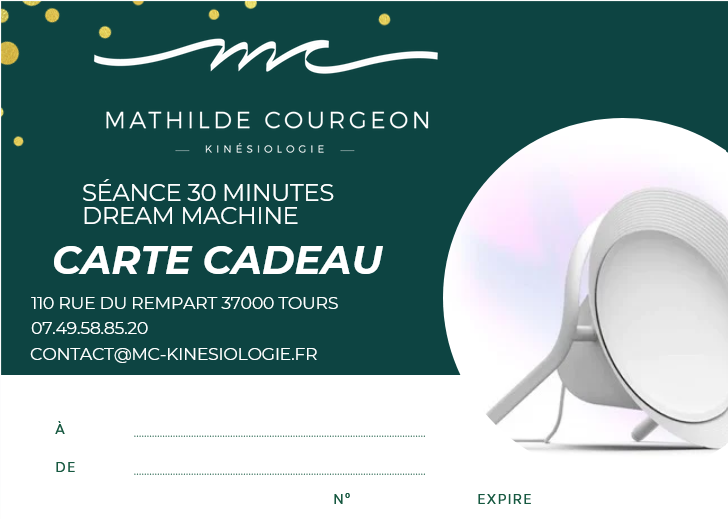 mc
MATHILDE COURGEON
— KINÉSIOLOGIE —
SÉANCE 30 MINUTES
DREAM MACHINE
CARTE CADEAU
110 RUE DU REMPART 37000 TOURS
07.49.58.85.20
CONTACT@MC-KINESIOLOGIE.FR
À
DE
N° EXPIRE